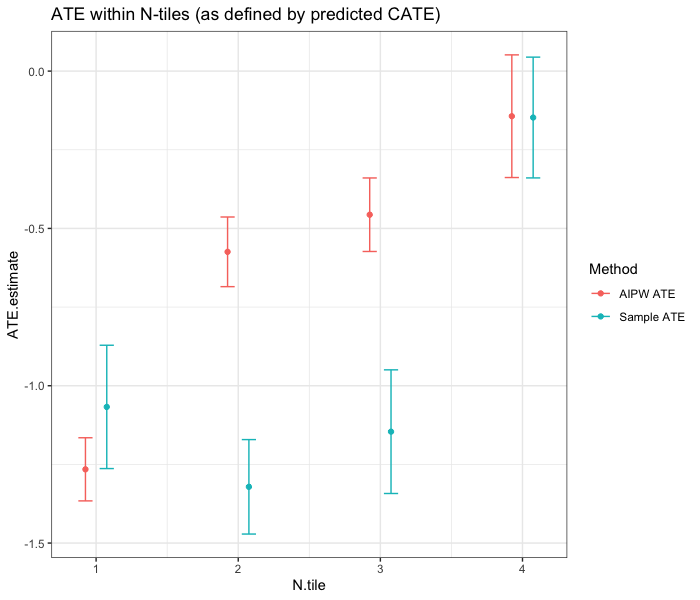 ATE within N-tiles (as defined by predicted CATE)
0.0
-0.5
-1.0
-1.5
ATE.estimate
1 2 3 4
N.tile
Method
AIPW ATE
Sample ATE